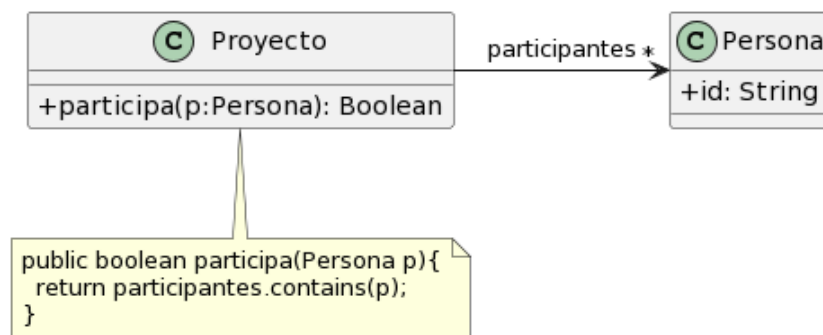 C Proyecto
+participa(p:Persona): Boolean
participantes *
C Persona
+id: String
public boolean participa(Persona p){
return participantes.contains(p);
}